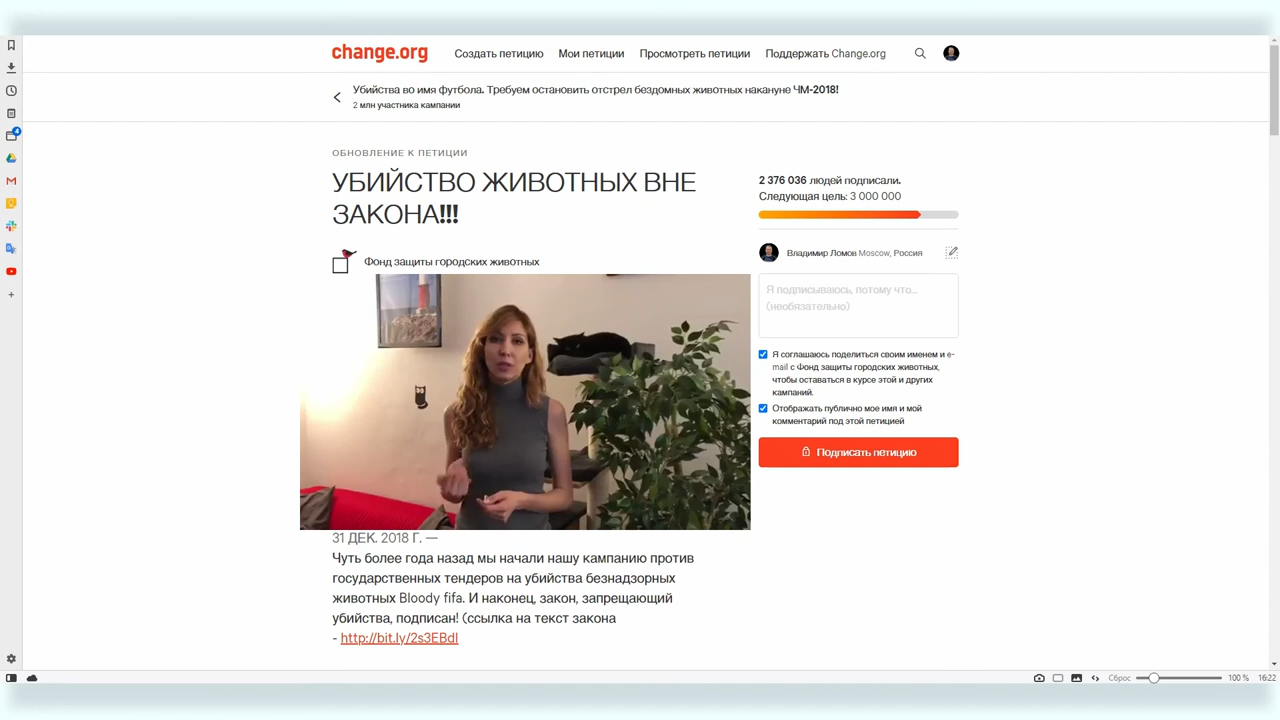 change.org
Создать петицию
Мои петиции
Просмотреть петиции
Поддержать Change.org
Убийства во имя футбола. Требуем остановить отстрел бездомных животных накануне ЧМ-2018!
2 млн участника кампании
ОБНОВЛЕНИЕ К ПЕТИЦИИ
УБИЙСТВО ЖИВОТНЫХ ВНЕ
ЗАКОНА!!!
Фонд защиты городских животных
31 ДЕК. 2018 Г. —
Чуть более года назад мы начали нашу кампанию против
государственных тендеров на убийства безнадзорных
животных Bloody fifa. И наконец, закон, запрещающий
убийства, подписан! (ссылка на текст закона
- http://bit.ly/2s3EBdI
2 376 036 людей подписали.
Следующая цель: 3 000 000
Владимир Ломов Moscow, Россия
Я подписываюсь, потому что...
(необязательно)
Я соглашаюсь поделиться своим именем и e-
mail с Фонд защиты городских животных,
чтобы оставаться в курсе этой и других
кампаний.
Отображать публично мое имя и мой
комментарий под этой петицией
Подписать петицию
4
Сброс
100 %
16:22